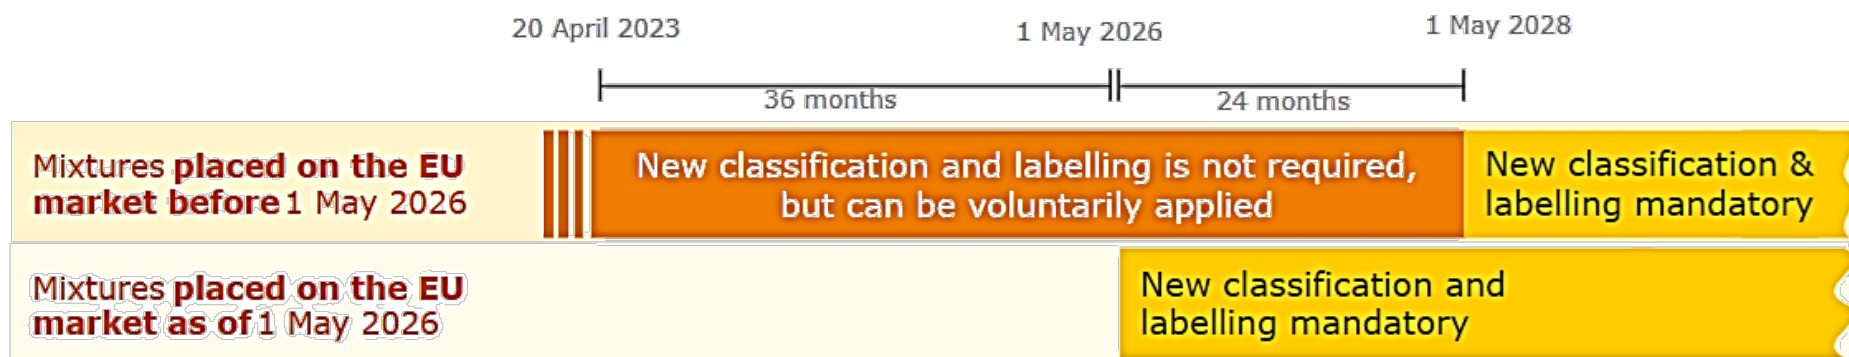 20 April 2023
1 May 2026
1 May 2028
36 months
24 months
Mixtures placed on the EU
market before 1 May 2026
New classification and labelling is not required,
but can be voluntarily applied
New classification &
labelling mandatory
Mixtures placed on the EU
market as of 1 May 2026
New classification and
labelling mandatory